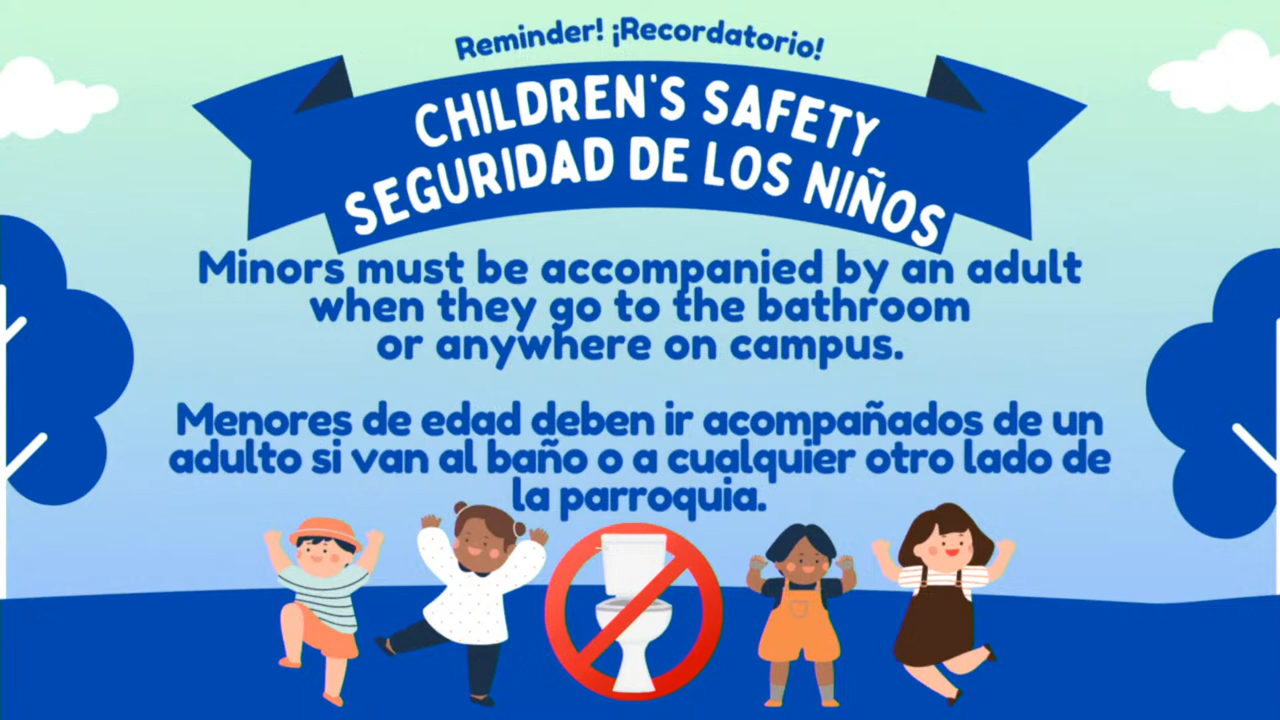 Reminder! ¡Recordatorio!
CHILDREN'S SAFETY
SEGURIDAD DE LOS NIÑOS
Minors must be accompanied by an adult
when they go to the bathroom
or anywhere on campus.
Menores de edad deben ir acompañados de un
adulto si van al baño o a cualquier otro lado de
la parroquia.